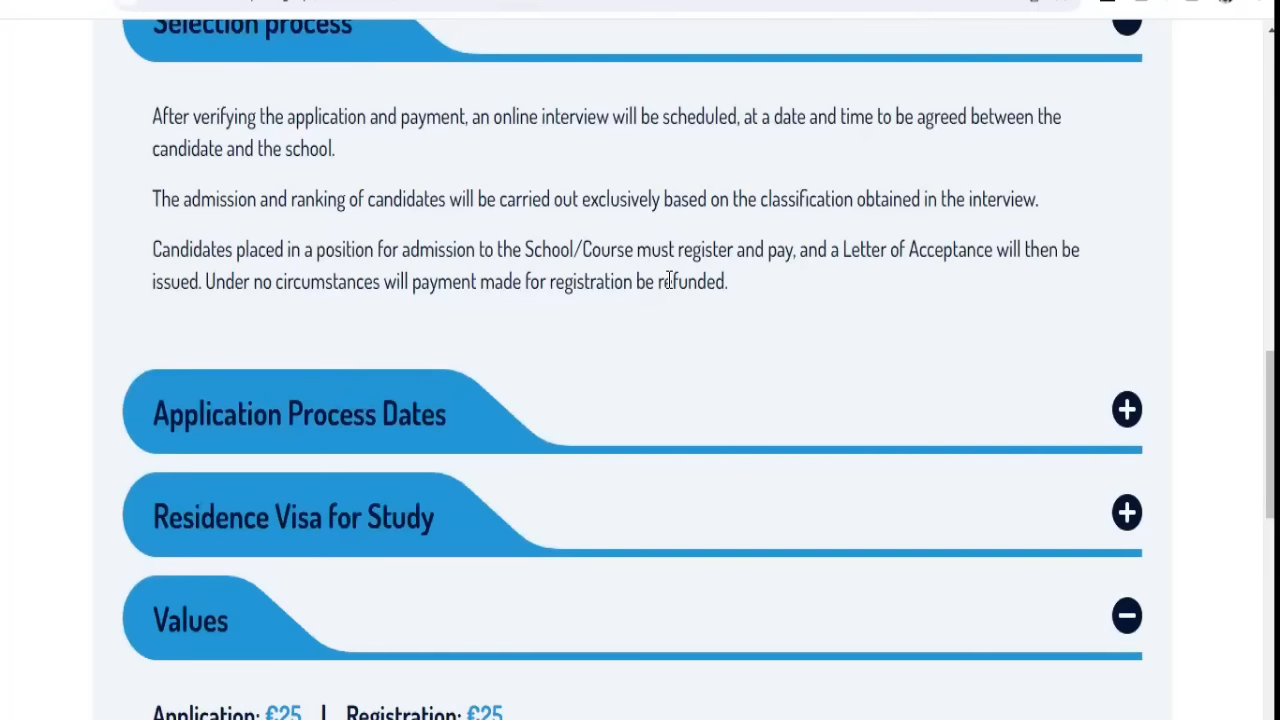 Selection process
After verifying the application and payment, an online interview will be scheduled, at a date and time to be agreed between the
candidate and the school.
The admission and ranking of candidates will be carried out exclusively based on the classification obtained in the interview.
Candidates placed in a position for admission to the School/Course must register and pay, and a Letter of Acceptance will then be
issued. Under no circumstances will payment made for registration be refunded.
Application Process Dates
Residence Visa for Study
Values
Application: €25 | Registration: €25